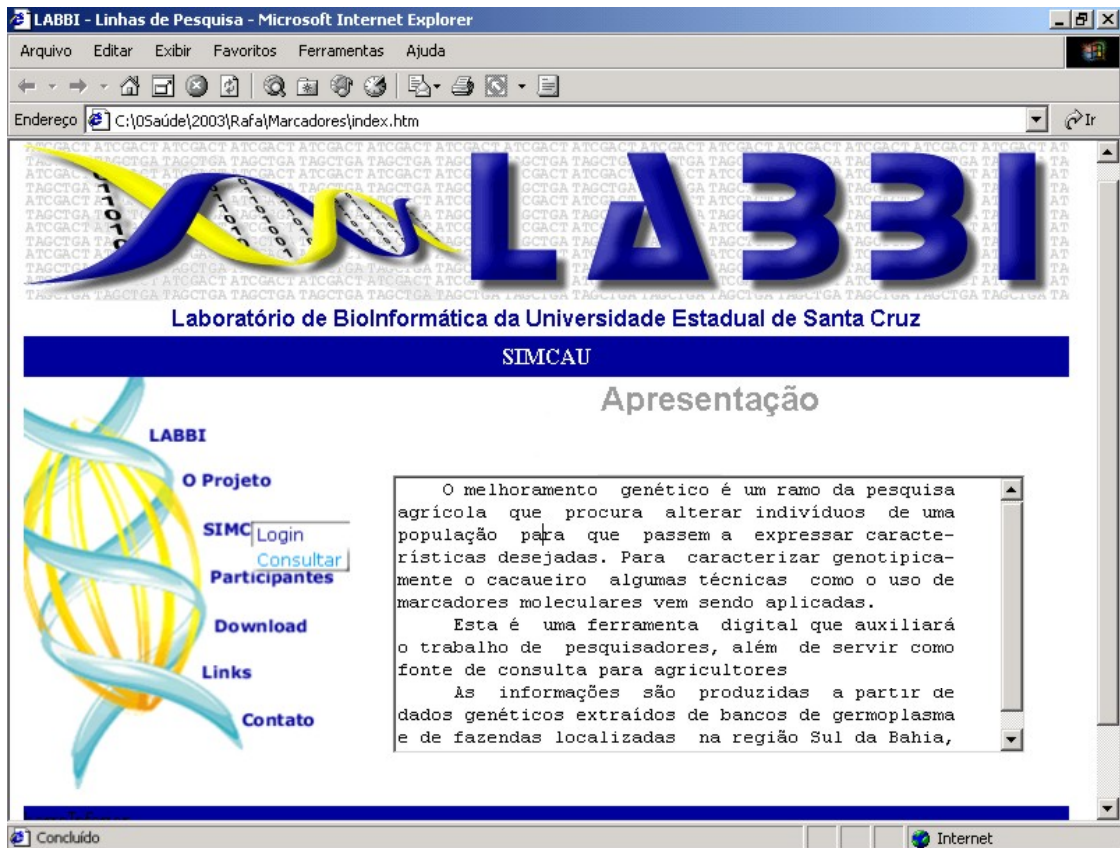 LABBI - Linhas de Pesquisa - Microsoft Internet Explorer
Arquivo Editar Exibir Favoritos Ferramentas Ajuda
Endereço C:\0Saúde\2003\Rafa\Marcadores\index.htm Ir
LABBI
Laboratório de BioInformática da Universidade Estadual de Santa Cruz
SIMCAU
Apresentação
LABBI
O Projeto
SIMC
Login
Consultar
Participantes
Download
Links
Contato
O melhoramento genético é um ramo da pesquisa
agrícola que procura alterar indivíduos de uma
população para que passem a expressar caracte-
rísticas desejadas. Para caracterizar genotipica-
mente o cacaueiro algumas técnicas como o uso de
marcadores moleculares vem sendo aplicadas.
Esta é uma ferramenta digital que auxiliará
o trabalho de pesquisadores, além de servir como
fonte de consulta para agricultores
As informações são produzidas a partir de
dados genéticos extraídos de bancos de germoplasma
e de fazendas localizadas na região Sul da Bahia,
Concluído
Internet